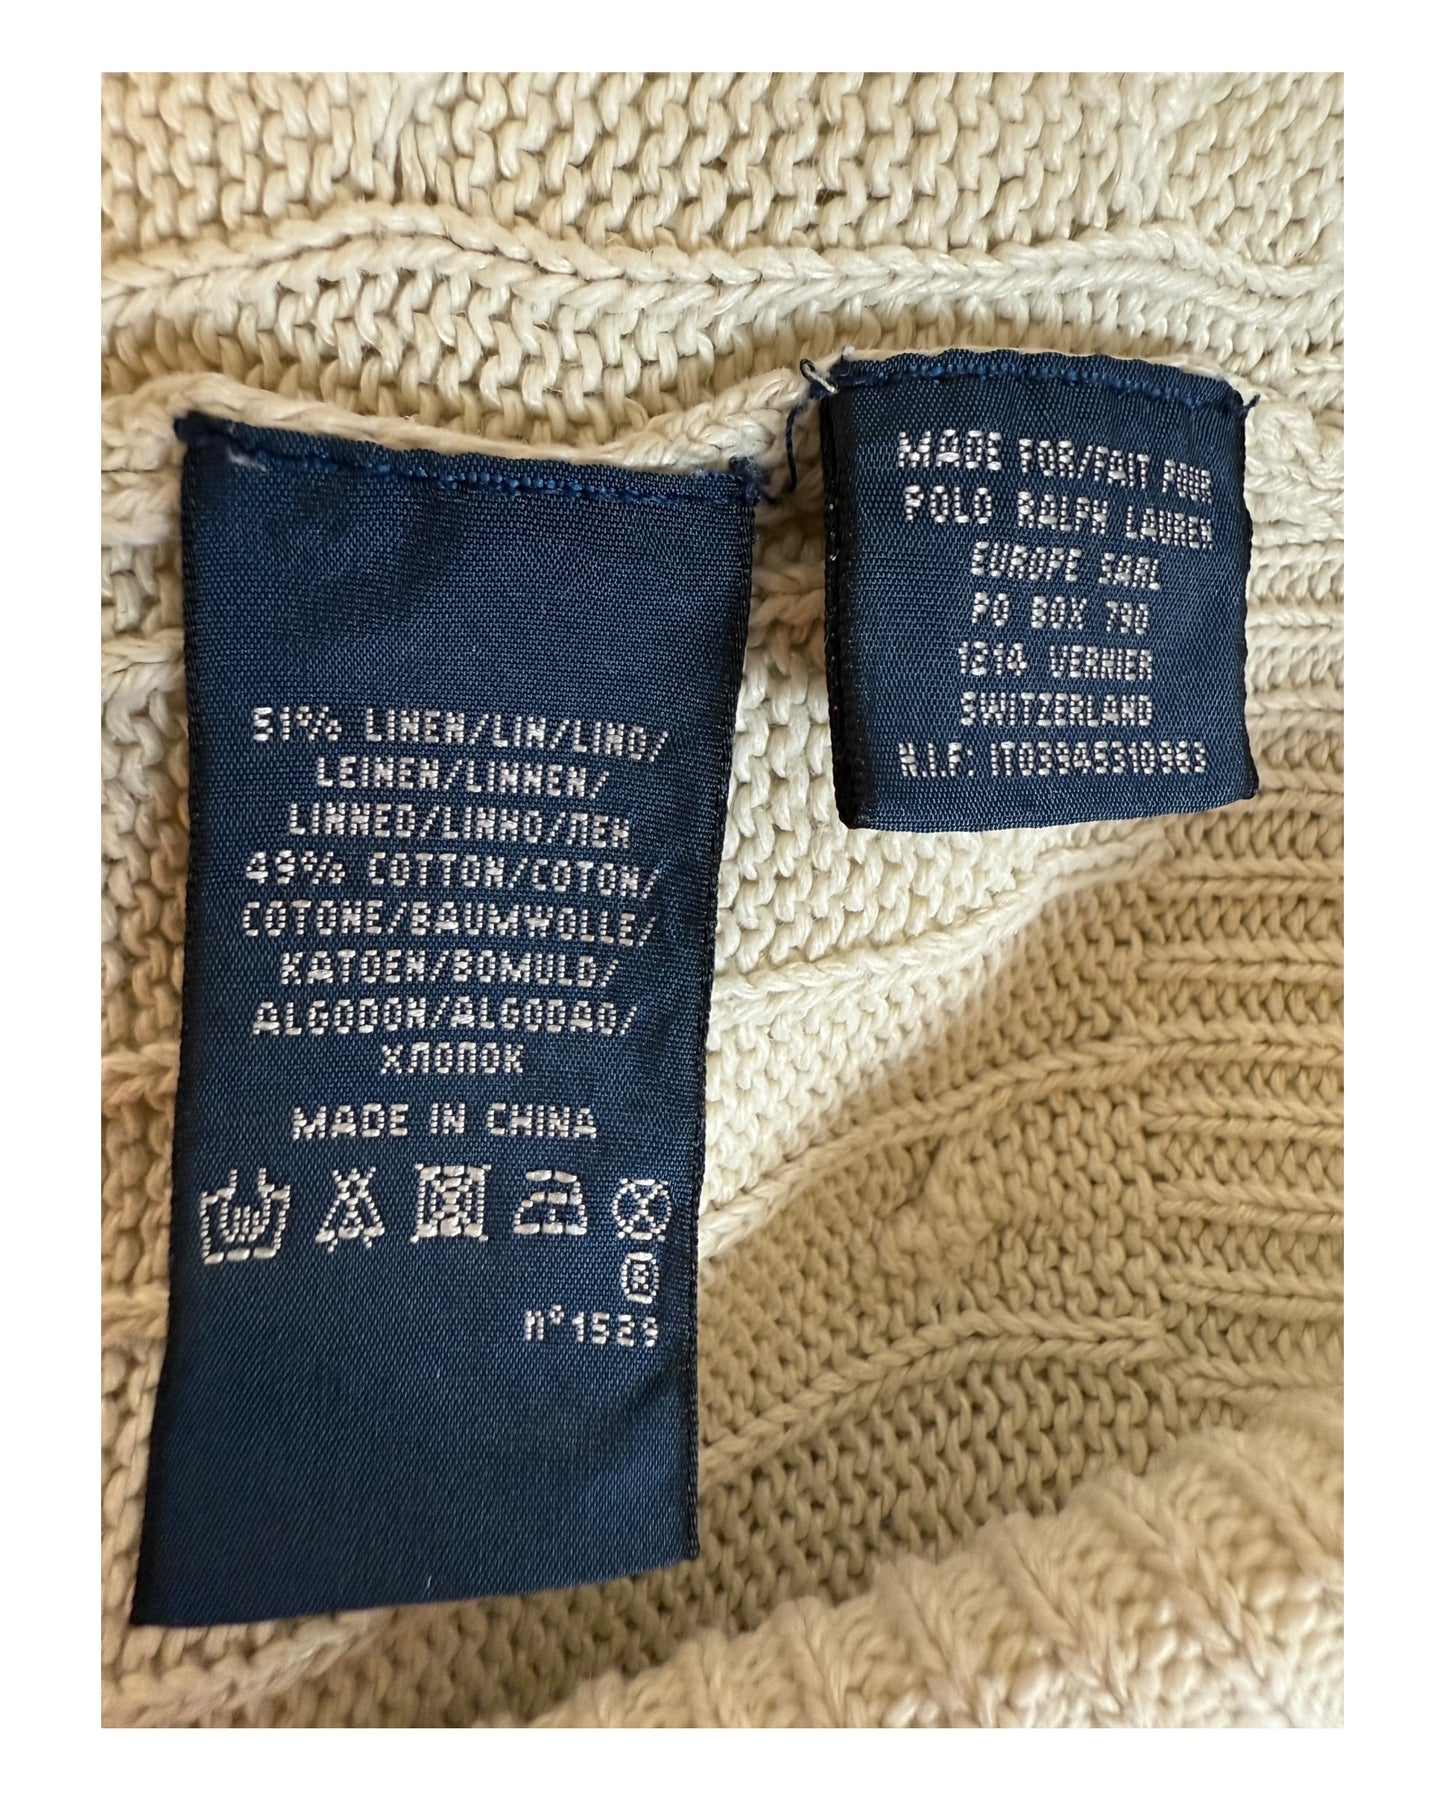 51% LINEN/LIN/LINO/
LEINEN/LINNEN/
LINNED/LINHO/ЛЕН
49% COTTON/COTON/
COTONE/BAUMWOLLE/
KATOEN/BOMULD/
ALGODON/ALGODAO/
ХЛОПОК
MADE IN CHINA
R
n°1529
MADE FOR/FAIT POUR
POLO RALPH LAUREN
EUROPE SARL
PO BOX 790
1214 VERNIER
SWITZERLAND
N.I.F: